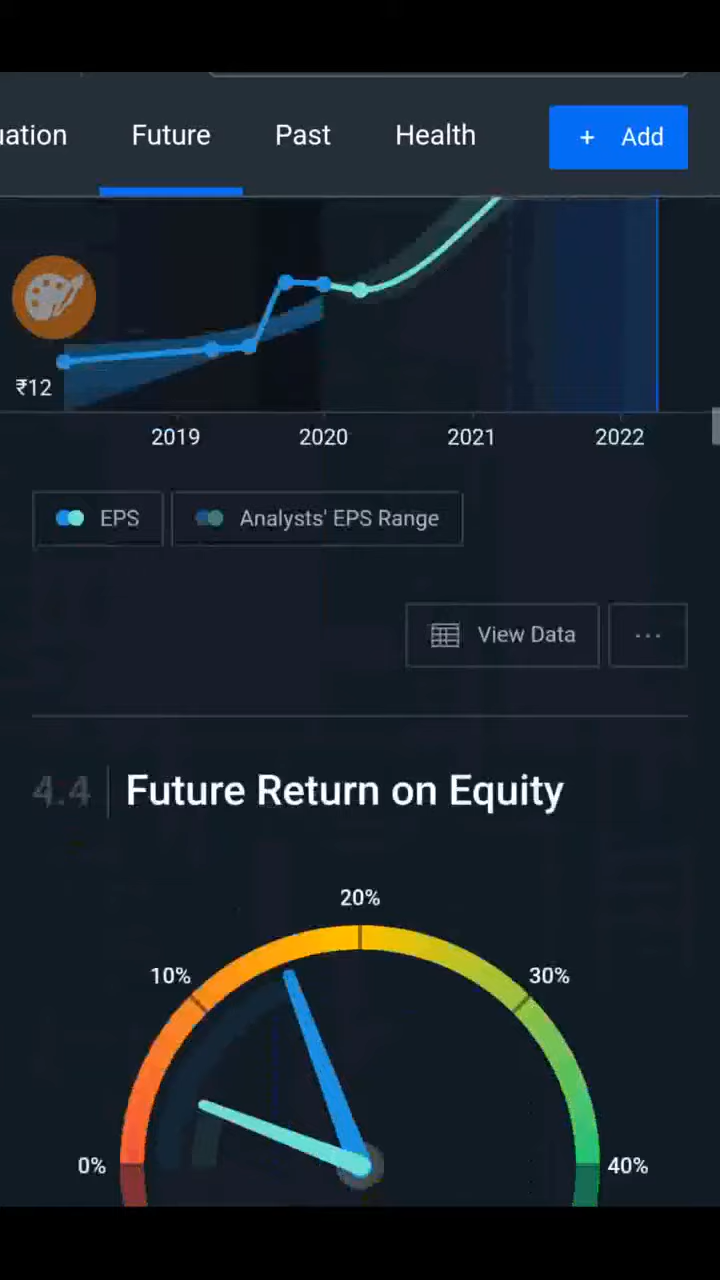 uation Future Past Health + Add
₹12
2019 2020 2021 2022
EPS Analysts' EPS Range
View Data ...
4.4 Future Return on Equity
20%
10% 30%
0% 40%